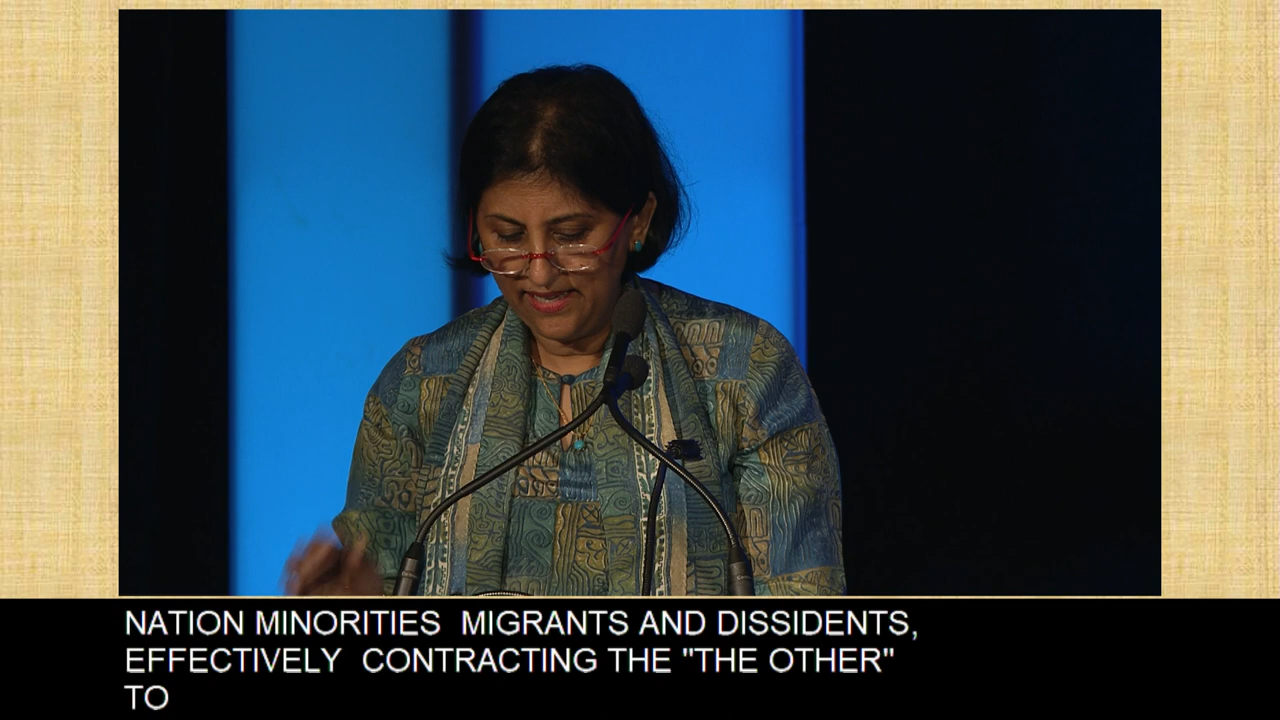 NATION MINORITIES  MIGRANTS AND DISSIDENTS,
EFFECTIVELY  CONTRACTING THE "THE OTHER"
TO